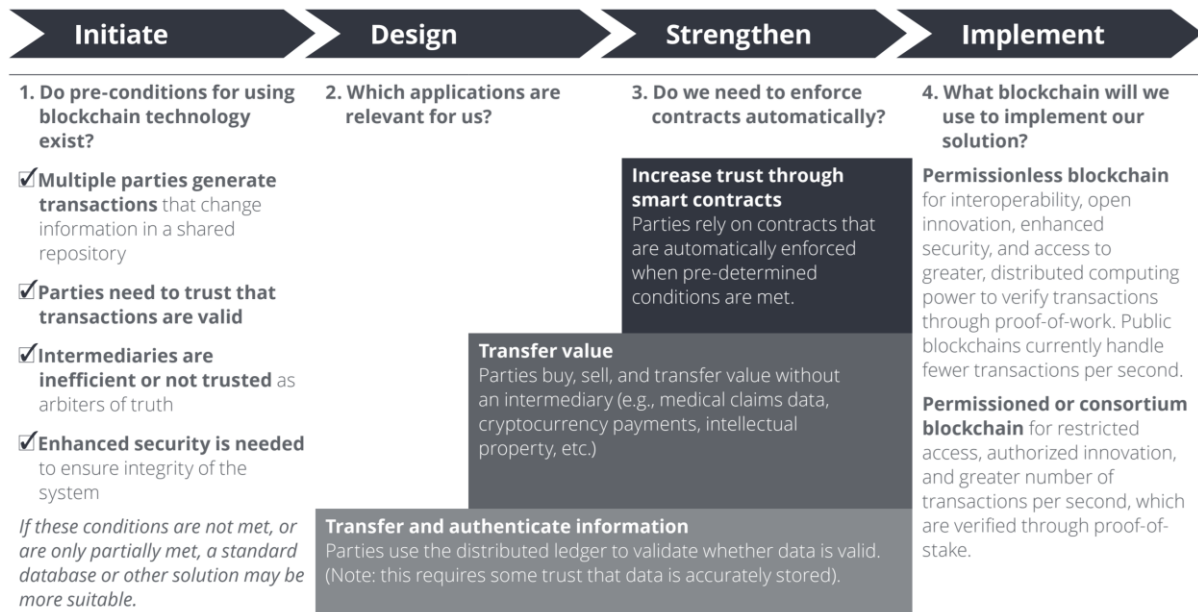 Initiate
Design
Strengthen
Implement
1. Do pre-conditions for using
blockchain technology
exist?
☑Multiple parties generate
transactions that change
information in a shared
repository
☑Parties need to trust that
transactions are valid
☑Intermediaries are
inefficient or not trusted as
arbiters of truth
☑Enhanced security is needed
to ensure integrity of the
system
If these conditions are not met, or
are only partially met, a standard
database or other solution may be
more suitable.
2. Which applications are
relevant for us?
3. Do we need to enforce
contracts automatically?
Increase trust through
smart contracts
Parties rely on contracts that
are automatically enforced
when pre-determined
conditions are met.
Transfer value
Parties buy, sell, and transfer value without
an intermediary (e.g., medical claims data,
cryptocurrency payments, intellectual
property, etc.)
Transfer and authenticate information
Parties use the distributed ledger to validate whether data is valid.
(Note: this requires some trust that data is accurately stored).
4. What blockchain will we
use to implement our
solution?
Permissionless blockchain
for interoperability, open
innovation, enhanced
security, and access to
greater, distributed computing
power to verify transactions
through proof-of-work. Public
blockchains currently handle
fewer transactions per second.
Permissioned or consortium
blockchain for restricted
access, authorized innovation,
and greater number of
transactions per second, which
are verified through proof-of-
stake.